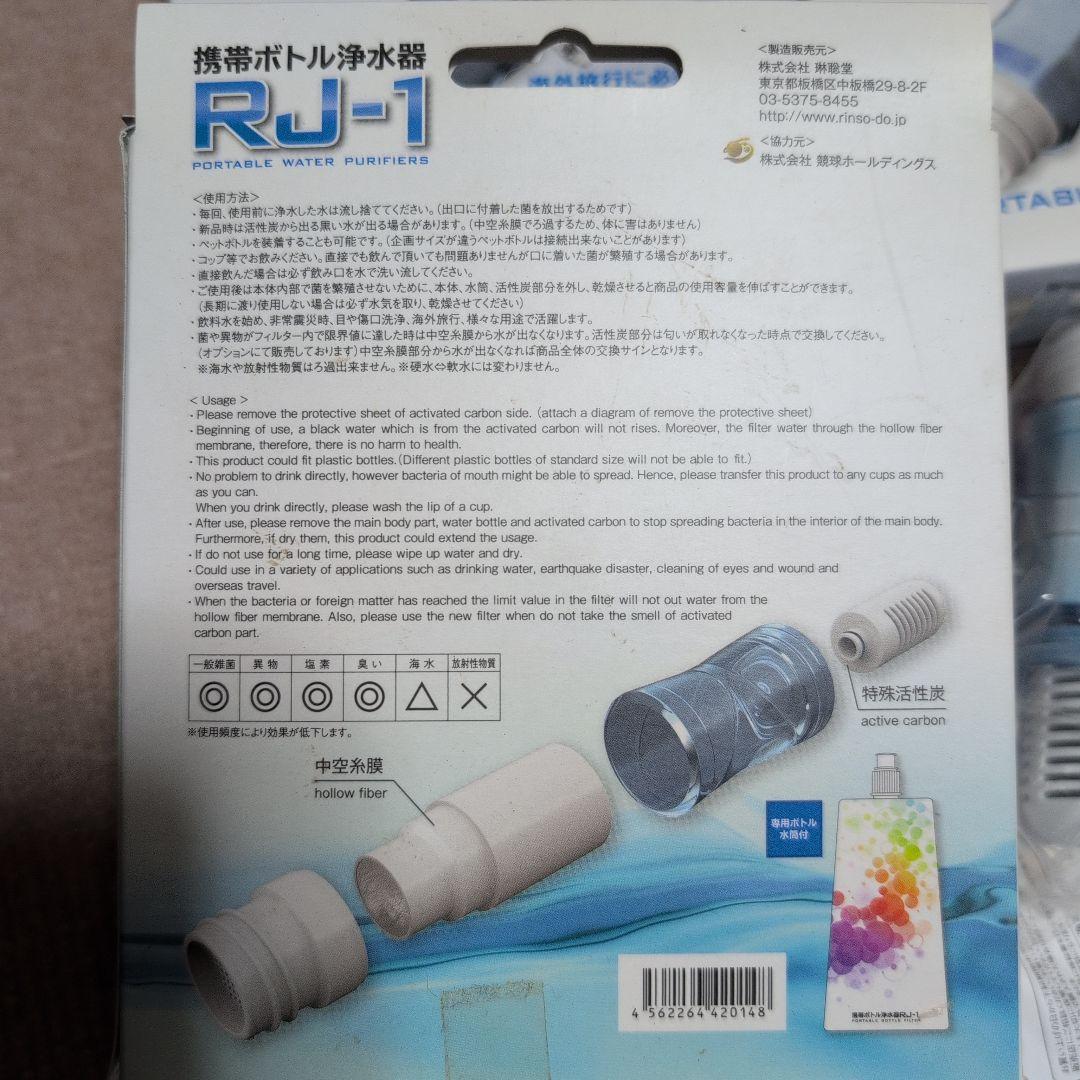 携帯ボトル浄水器
RJ-1
PORTABLE WATER PURIFIERS
海外旅行に必
<製造販売元>
株式会社 琳聡堂
東京都板橋区中板橋29-8-2F
03-5375-8455
http://www.rinso-do.jp
<協力元>
株式会社 競球ホールディングス
<使用方法>
・毎回、使用前に浄水した水は流し捨ててください。(出口に付着した菌を放出するためです)
・新品時は活性炭から出る黒い水が出る場合があります。(中空糸膜でろ過するため、体に害はありません)
・ペットボトルを装着することも可能です。(企画サイズが違うペットボトルは接続出来ないことがあります)
・コップ等でお飲みください。直接でも飲んで頂いても問題ありませんが口に着いた菌が繁殖する場合があります。
・直接飲んだ場合は必ず飲み口を水で洗い流してください。
・ご使用後は本体内部で菌を繁殖させないために、本体、水筒、活性炭部分を外し、乾燥させると商品の使用容量を伸ばすことができます。
(長期に渡り使用しない場合は必ず水気を取り、乾燥させてください)
・飲料水を始め、非常震災時、目や傷口洗浄、海外旅行、様々な用途で活躍します。
・菌や異物がフィルター内で限界値に達した時は中空糸膜から水が出なくなります。活性炭部分は匂いが取れなくなった時点で交換してください。
(オプションにて販売しております)中空糸膜部分から水が出なくなれば商品全体の交換サインとなります。
※海水や放射性物質はろ過出来ません。※硬水⇔軟水には変わりません。
< Usage >
・Please remove the protective sheet of activated carbon side. (attach a diagram of remove the protective sheet)
・Beginning of use, a black water which is from the activated carbon will not rises. Moreover, the filter water through the hollow fiber
membrane, therefore, there is no harm to health.
・This product could fit plastic bottles.(Different plastic bottles of standard size will not be able to fit.)
・No problem to drink directly, however bacteria of mouth might be able to spread. Hence, please transfer this product to any cups as much
as you can.
When you drink directly, please wash the lip of a cup.
・After use, please remove the main body part, water bottle and activated carbon to stop spreading bacteria in the interior of the main body.
Furthermore, if dry them, this product could extend the usage.
・If do not use for a long time, please wipe up water and dry.
・Could use in a variety of applications such as drinking water, earthquake disaster, cleaning of eyes and wound and
overseas travel.
・When the bacteria or foreign matter has reached the limit value in the filter will not out water from the
hollow fiber membrane. Also, please use the new filter when do not take the smell of activated
carbon part.
一般雑菌 異物 塩素 臭い 海水 放射性物質
◎ ◎ ◎ ◎ △ ×
※使用頻度により効果が低下します。
特殊活性炭
active carbon
中空糸膜
hollow fiber
専用ボトル
水筒付
携帯ボトル浄水器RJ-1
PORTABLE BOTTLE FILTER
4 562264 420148